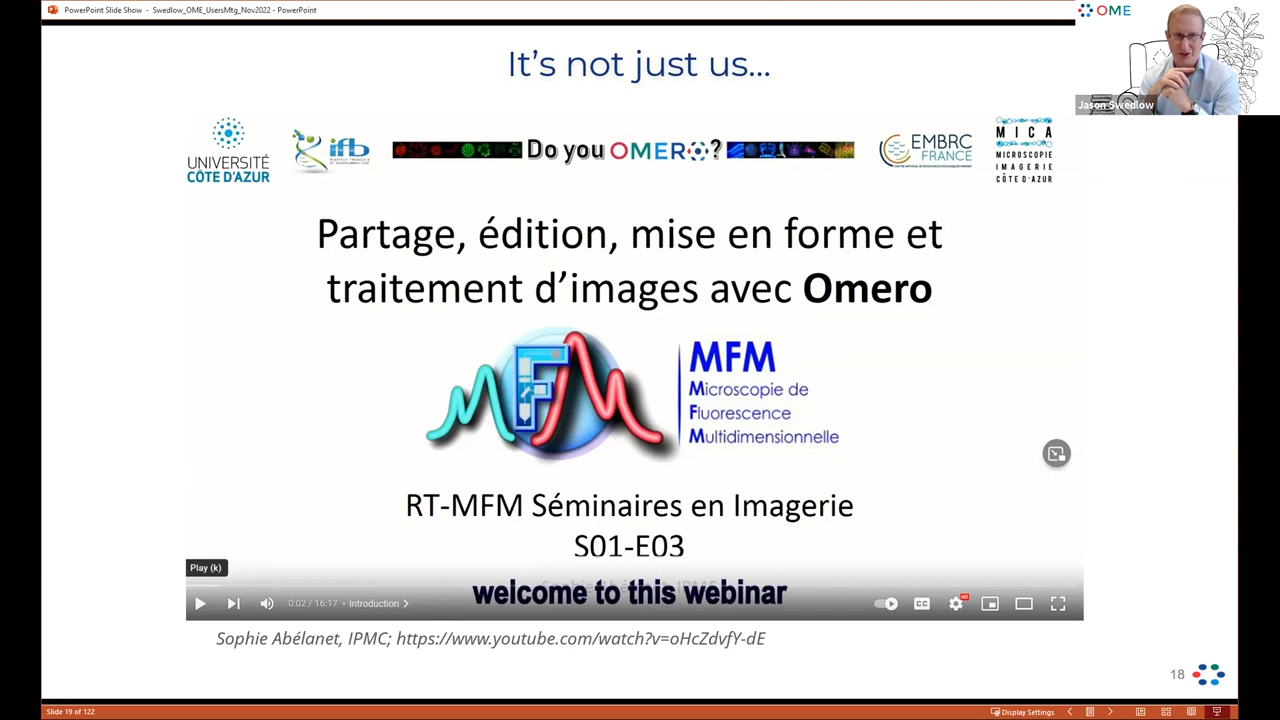 PowerPoint Slide Show - Swedlow_OME_UsersMtg_Nov2022 - PowerPoint
OME
Jason Swedlow
It's not just us...
UNIVERSITÉ
CÔTE D'AZUR
ifb
Do you OMERO?
EMBRC
FRANCE
MICA
MICROSCOPIE
IMAGERIE
CÔTE D'AZUR
Partage, édition, mise en forme et
traitement d'images avec Omero
MFM
MFM
Microscopie de
Fluorescence
Multidimensionnelle
RT-MFM Séminaires en Imagerie
S01-E03
Play (k)
welcome to this webinar
0:02 / 16:17 • Introduction
CC
HD
Sophie Abélanet, IPMC; https://www.youtube.com/watch?v=oHcZdvfY-dE
18
Slide 19 of 122
Display Settings